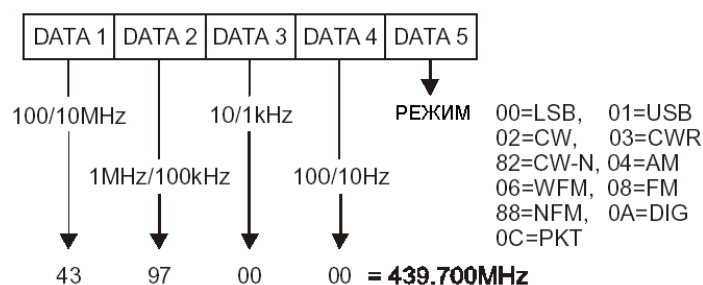 DATA 1 DATA 2 DATA 3 DATA 4 DATA 5
100/10MHz 10/1kHz РЕЖИМ
1MHz/100kHz 100/10Hz
00=LSB, 01=USB
02=CW, 03=CWR
82=CW-N, 04=AM
06=WFM, 08=FM
88=NFM, 0A=DIG
0C=PKT
43 97 00 00 = 439.700MHz